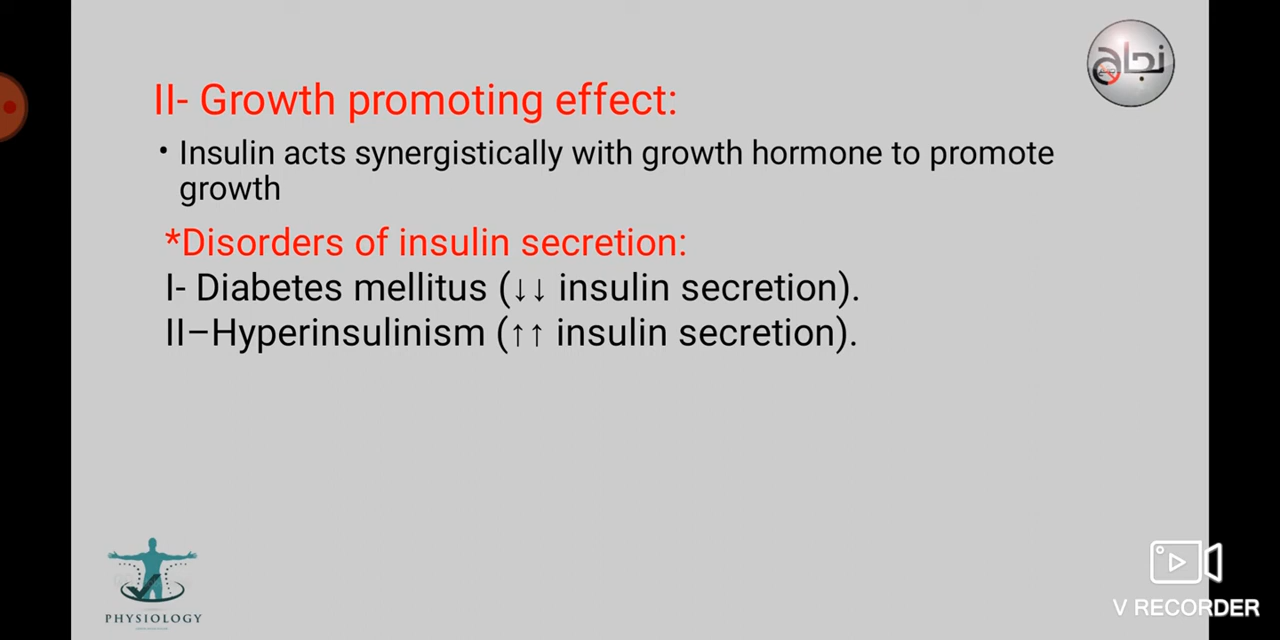 نجاح
II- Growth promoting effect:
• Insulin acts synergistically with growth hormone to promote
growth
*Disorders of insulin secretion:
I- Diabetes mellitus (↓↓ insulin secretion).
II–Hyperinsulinism (↑↑ insulin secretion).
PHYSIOLOGY
V RECORDER